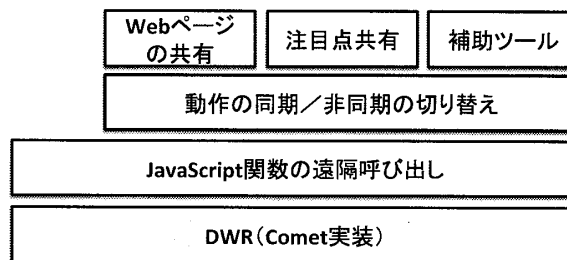 Webページ
の共有
注目点共有
補助ツール
動作の同期／非同期の切り替え
JavaScript関数の遠隔呼び出し
DWR（Comet実装）